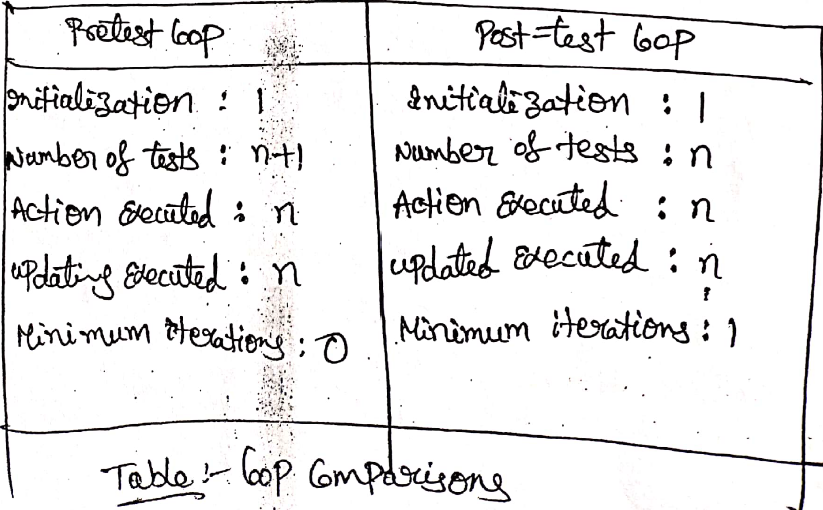 Pretest loop Post-test loop
Initialization : 1 Initialization : 1
Number of tests : n+1 Number of tests : n
Action Executed : n Action Executed : n
updating Executed : n updated Executed : n
Minimum iterations : 0 Minimum iterations : 1
Table :- loop Comparisons